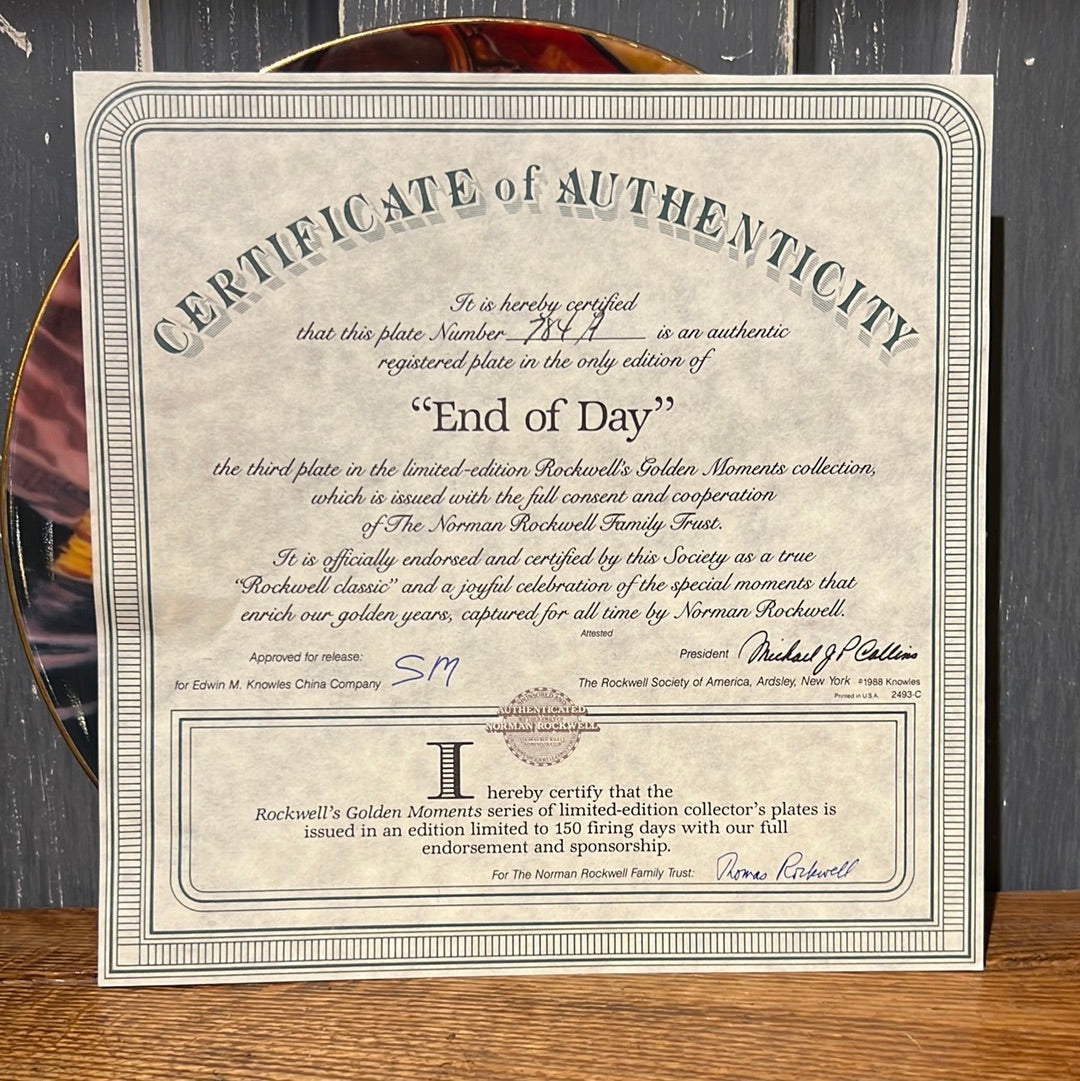 CERTIFICATE of AUTHENTICITY
It is hereby certified
that this plate Number 784 A is an authentic
registered plate in the only edition of
“End of Day”
the third plate in the limited-edition Rockwell's Golden Moments collection,
which is issued with the full consent and cooperation
of The Norman Rockwell Family Trust.
It is officially endorsed and certified by this Society as a true
“Rockwell classic” and a joyful celebration of the special moments that
enrich our golden years, captured for all time by Norman Rockwell.
Attested
Approved for release:
SM
for Edwin M. Knowles China Company
President Michael J P Collins
The Rockwell Society of America, Ardsley, New York ©1988 Knowles
Printed in U.S.A. 2493-C
AUTHENTICATED
NORMAN ROCKWELL
I hereby certify that the
Rockwell's Golden Moments series of limited-edition collector's plates is
issued in an edition limited to 150 firing days with our full
endorsement and sponsorship.
For The Norman Rockwell Family Trust: Thomas Rockwell